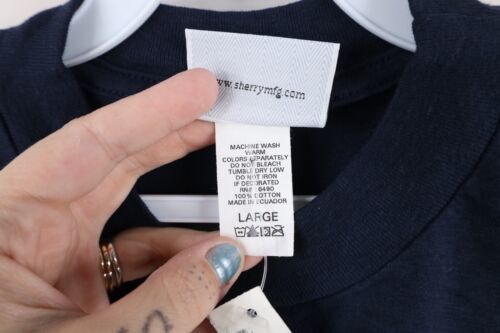 www.sherrymfg.com
MACHINE WASH
WARM
COLORS SEPARATELY
DO NOT BLEACH
TUMBLE DRY LOW
DO NOT IRON
IF DECORATED
RN# 16490
100% COTTON
MADE IN ECUADOR
LARGE